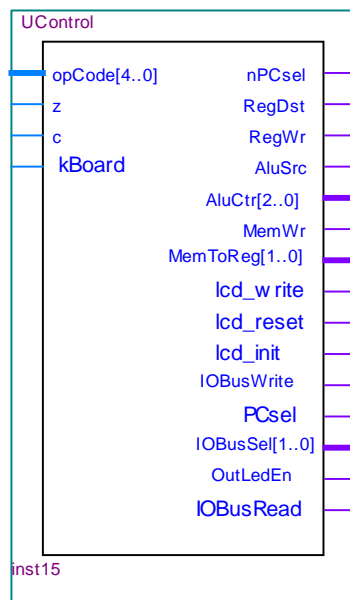 UControl
opCode[4..0] nPCsel
z RegDst
c RegWr
kBoard AluSrc
AluCtr[2..0]
MemWr
MemToReg[1..0]
lcd_write
lcd_reset
lcd_init
IOBusWrite
PCsel
IOBusSel[1..0]
OutLedEn
IOBusRead
inst15